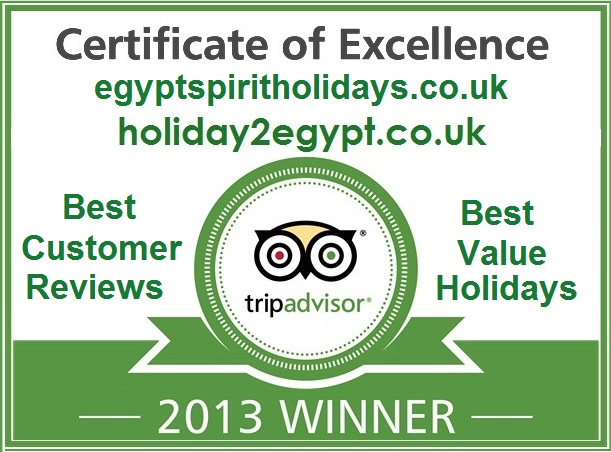 Certificate of Excellence
egyptspiritholidays.co.uk
holiday2egypt.co.uk
Best
Customer
Reviews
Best
Value
Holidays
tripadvisor®
2013 WINNER